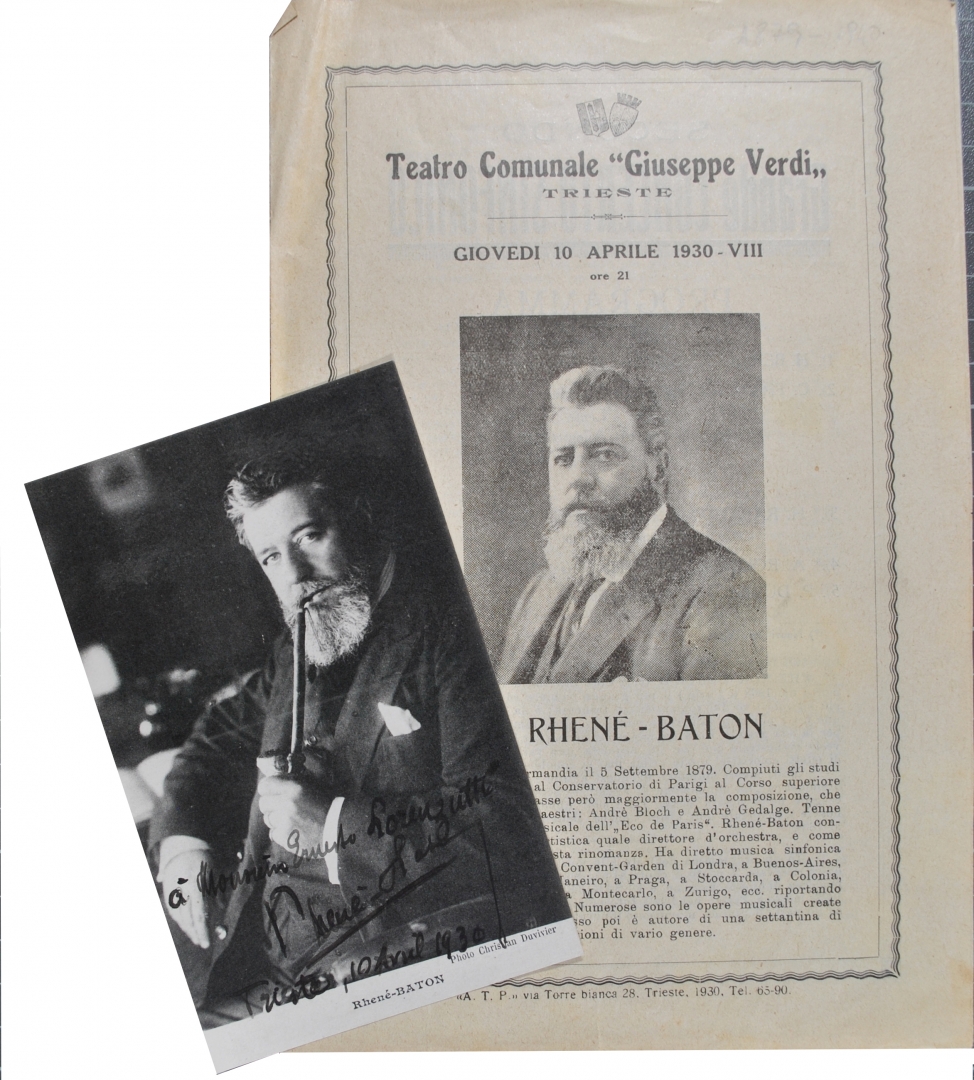 Teatro Comunale “Giuseppe Verdi„
TRIESTE
GIOVEDI 10 APRILE 1930 - VIII
ore 21
RHENÉ - BATON
rmandia il 5 Settembre 1879. Compiuti gli studi
al Conservatorio di Parigi al Corso superiore
asse però maggiormente la composizione, che
aestri: Andrè Bloch e Andrè Gedalge. Tenne
sicale dell'„Eco de Paris“. Rhené-Baton con-
tistica quale direttore d'orchestra, e come
sta rinomanza. Ha diretto musica sinfonica
Convent-Garden di Londra, a Buenos-Aires,
Janeiro, a Praga, a Stoccarda, a Colonia,
a Montecarlo, a Zurigo, ecc. riportando
Numerose sono le opere musicali create
sso poi è autore di una settantina di
ioni di vario genere.
„A. T. P.„ via Torre bianca 28, Trieste, 1930, Tel. 65-90.
à Monsieur Ernesto Lorenzutti
Rhené
Trieste, 10 Avril 1930
Photo Christian Duvivier
Rhené-BATON